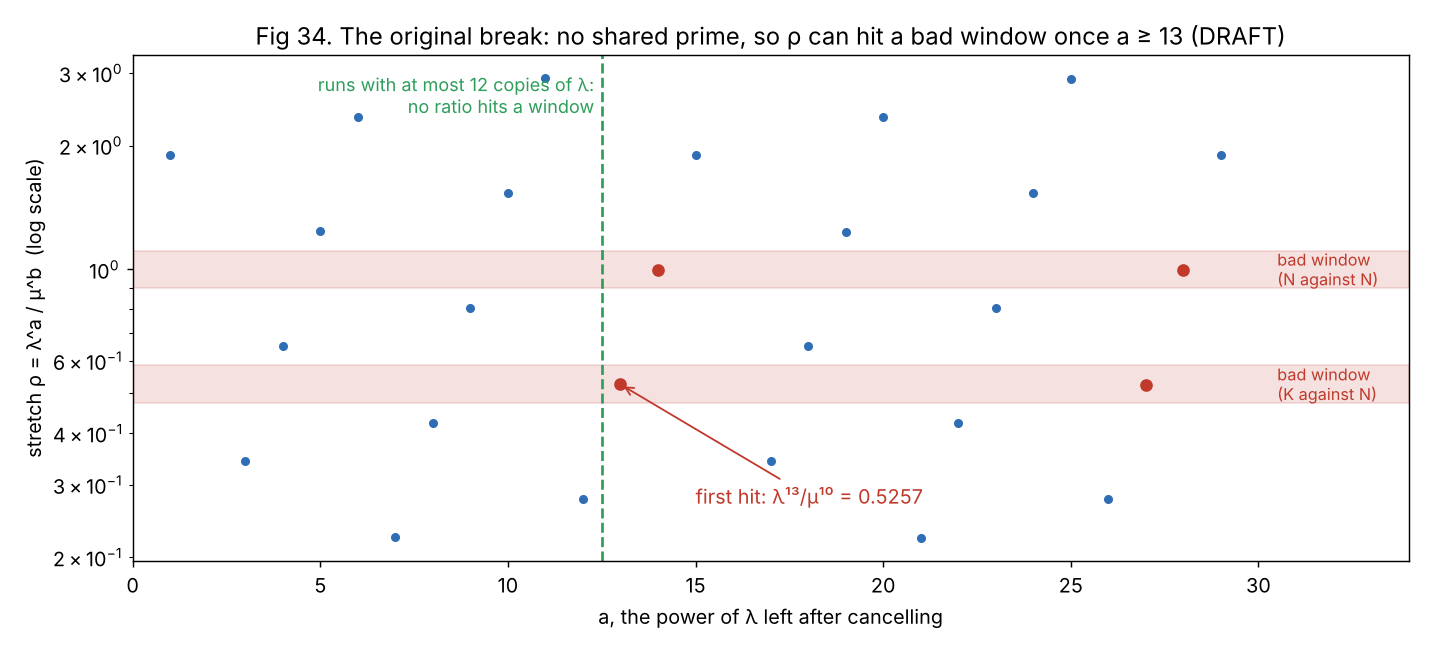 Fig 34. The original break: no shared prime, so ρ can hit a bad window once a ≥ 13 (DRAFT)
runs with at most 12 copies of λ:
no ratio hits a window
bad window
(N against N)
bad window
(K against N)
first hit: λ¹³/μ¹⁰ = 0.5257
stretch ρ = λ^a / μ^b (log scale)
3 × 10⁰
2 × 10⁰
10⁰
6 × 10⁻¹
4 × 10⁻¹
3 × 10⁻¹
2 × 10⁻¹
0 5 10 15 20 25 30
a, the power of λ left after cancelling